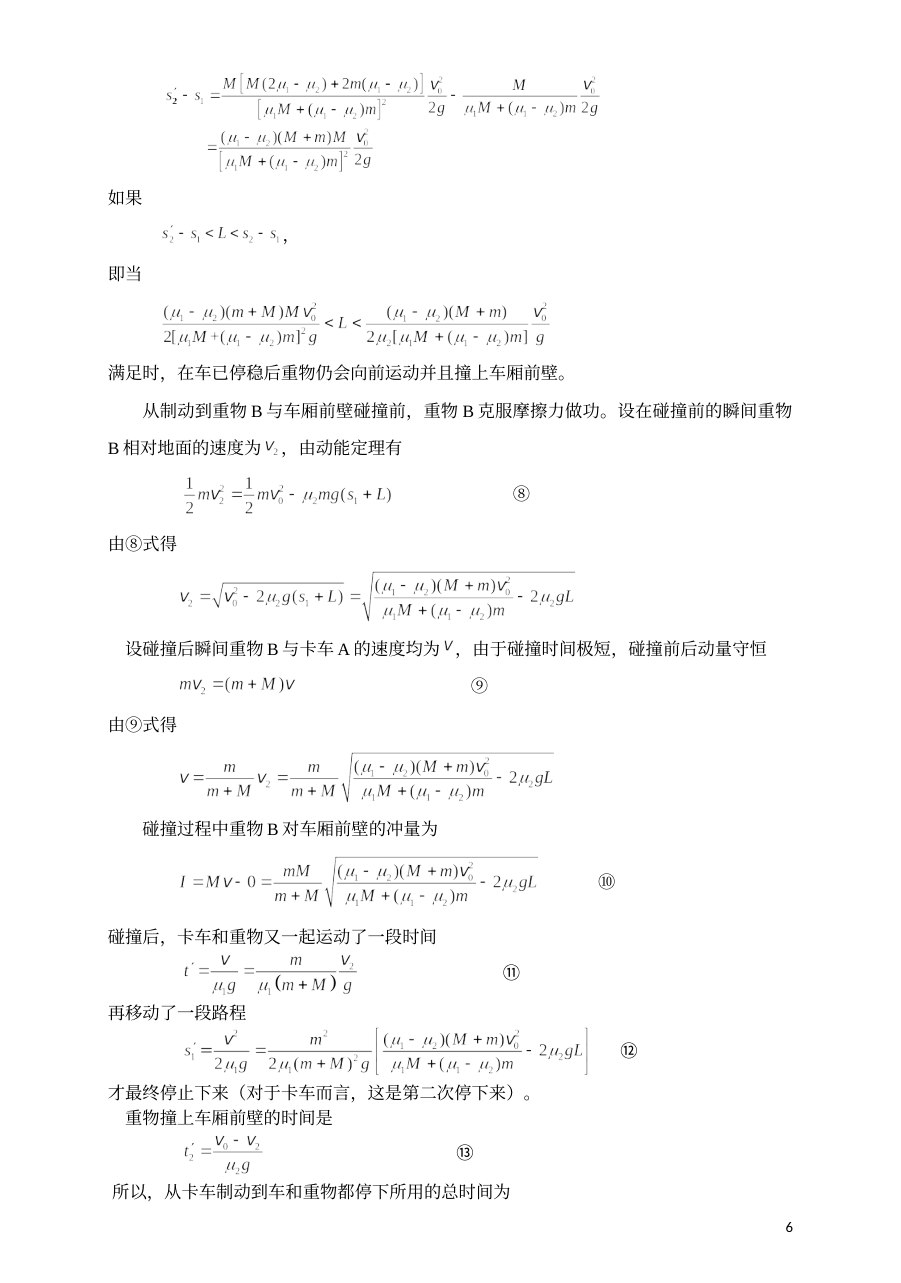 s₂′ - s₁ = M[M(2μ₁ - μ₂)+2m(μ₁ - μ₂)]/[μ₁M+(μ₁ - μ₂)m]² v₀²/2g - M/(μ₁M+(μ₁ - μ₂)m) v₀²/2g
= (μ₁ - μ₂)(M+m)M/[μ₁M+(μ₁ - μ₂)m]² v₀²/2g
如果
s₂′ - s₁ < L < s₂ - s₁，
即当
(μ₁ - μ₂)(m+M)Mv₀²/2[μ₁M+(μ₁ - μ₂)m]²g < L < (μ₁ - μ₂)(M+m)/2μ₂[μ₁M+(μ₁ - μ₂)m] v₀²/g
满足时，在车已停稳后重物仍会向前运动并且撞上车厢前壁。
从制动到重物 B 与车厢前壁碰撞前，重物 B 克服摩擦力做功。设在碰撞前的瞬间重物
B 相对地面的速度为 v₂，由动能定理有
1/2 mv₂² = 1/2 mv₀² - μ₂mg(s₁+L) ⑧
由⑧式得
v₂ = √(v₀² - 2μ₂g(s₁+L)) = √((μ₁ - μ₂)(M+m)v₀²/(μ₁M+(μ₁ - μ₂)m) - 2μ₂gL)
设碰撞后瞬间重物 B 与卡车 A 的速度均为 v，由于碰撞时间极短，碰撞前后动量守恒
mv₂ = (m+M)v ⑨
由⑨式得
v = m/(m+M) v₂ = m/(m+M) √((μ₁ - μ₂)(M+m)v₀²/(μ₁M+(μ₁ - μ₂)m) - 2μ₂gL)
碰撞过程中重物 B 对车厢前壁的冲量为
I = Mv - 0 = mM/(m+M) √((μ₁ - μ₂)(M+m)v₀²/(μ₁M+(μ₁ - μ₂)m) - 2μ₂gL) ⑩
碰撞后，卡车和重物又一起运动了一段时间
t′ = v/μ₁g = m/μ₁(m+M) v₂/g ⑪
再移动了一段路程
s₁′ = v²/2μ₁g = m²/2μ₁(m+M)²g [(μ₁ - μ₂)(M+m)v₀²/(μ₁M+(μ₁ - μ₂)m) - 2μ₂gL] ⑫
才最终停止下来（对于卡车而言，这是第二次停下来）。
重物撞上车厢前壁的时间是
t₂′ = (v₀ - v₂)/μ₂g ⑬
所以，从卡车制动到车和重物都停下所用的总时间为
6